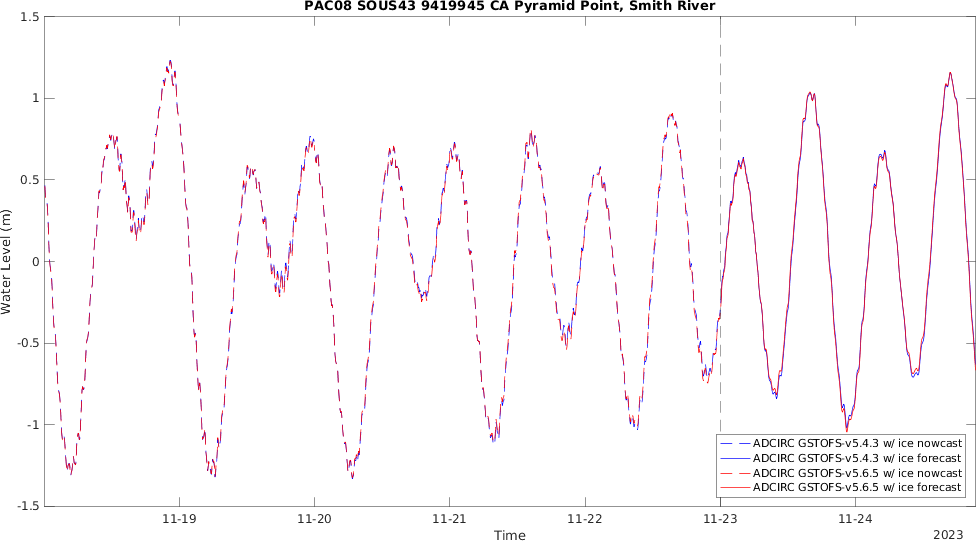 PAC08 SOUS43 9419945 CA Pyramid Point, Smith River
1.5
1
0.5
0
-0.5
-1
-1.5
Water Level (m)
ADCIRC GSTOFS-v5.4.3 w/ ice nowcast
ADCIRC GSTOFS-v5.4.3 w/ ice forecast
ADCIRC GSTOFS-v5.6.5 w/ ice nowcast
ADCIRC GSTOFS-v5.6.5 w/ ice forecast
11-19 11-20 11-21 11-22 11-23 11-24
Time
2023